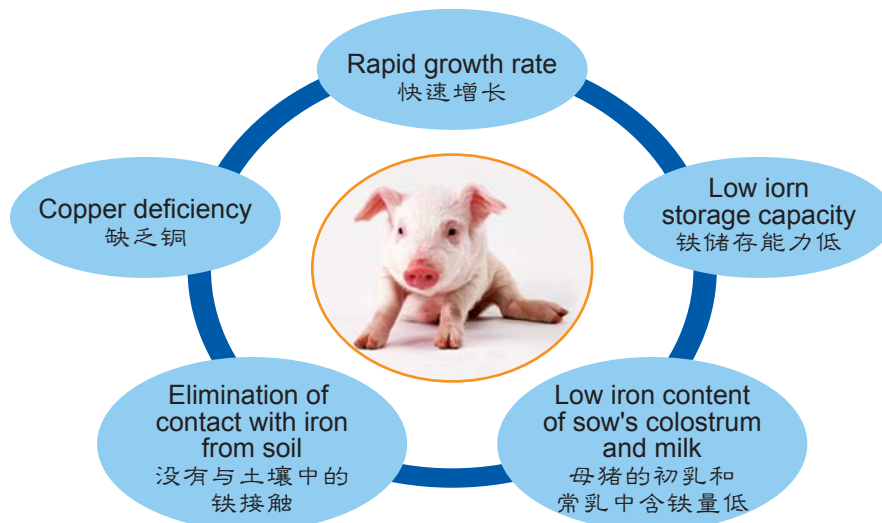 Rapid growth rate
快速增长
Copper deficiency
缺乏铜
Low iorn
storage capacity
铁储存能力低
Elimination of
contact with iron
from soil
没有与土壤中的
铁接触
Low iron content
of sow's colostrum
and milk
母猪的初乳和
常乳中含铁量低